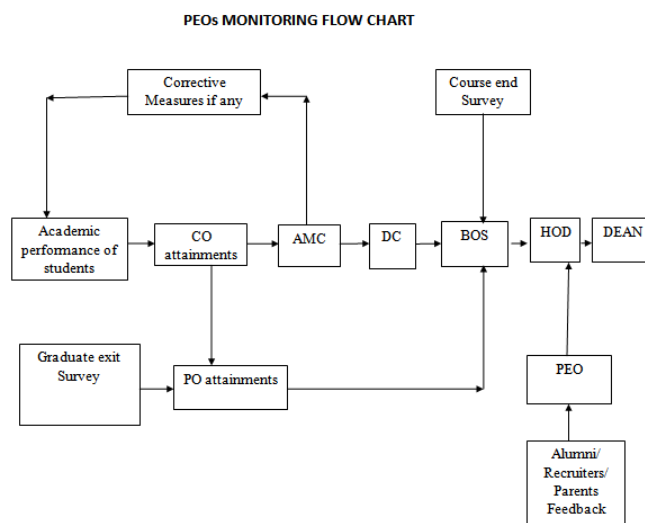 PEOs MONITORING FLOW CHART
Corrective
Measures if any
Course end
Survey
Academic
performance of
students
CO
attainments
AMC
DC
BOS
HOD
DEAN
Graduate exit
Survey
PO attainments
PEO
Alumni/
Recruiters/
Parents
Feedback